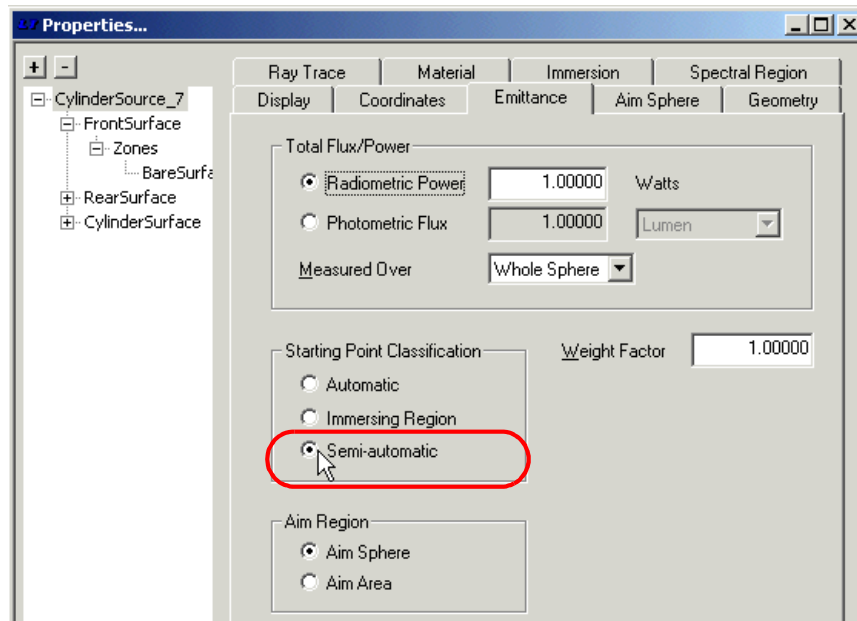 Properties...
+ -
CylinderSource_7
FrontSurface
Zones
BareSurfa
RearSurface
CylinderSurface
Ray Trace Material Immersion Spectral Region
Display Coordinates Emittance Aim Sphere Geometry
Total Flux/Power
Radiometric Power 1.00000 Watts
Photometric Flux 1.00000 Lumen
Measured Over Whole Sphere
Starting Point Classification Weight Factor 1.00000
Automatic
Immersing Region
Semi-automatic
Aim Region
Aim Sphere
Aim Area